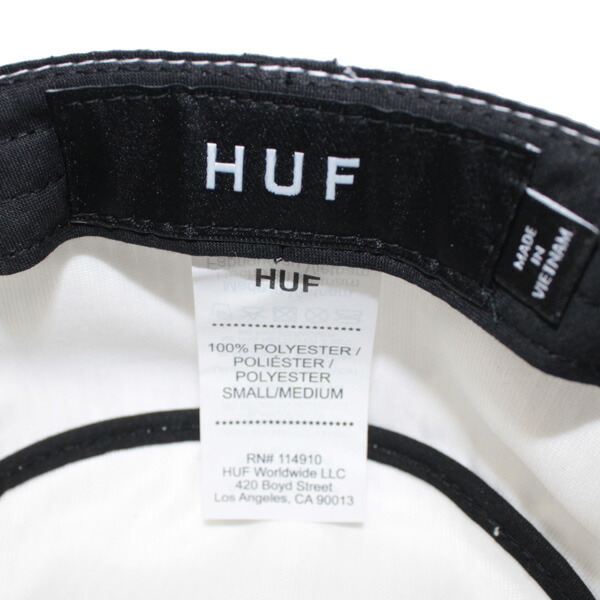 HUF
MADE
IN
VIETNAM
HUF
100% POLYESTER /
POLIÉSTER /
POLYESTER
SMALL/MEDIUM
RN# 114910
HUF Worldwide LLC
420 Boyd Street
Los Angeles, CA 90013